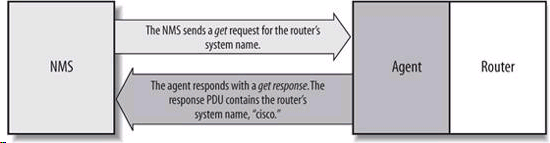 NMS
The NMS sends a get request for the router's
system name.
The agent responds with a get response. The
response PDU contains the router's
system name, "cisco."
Agent
Router